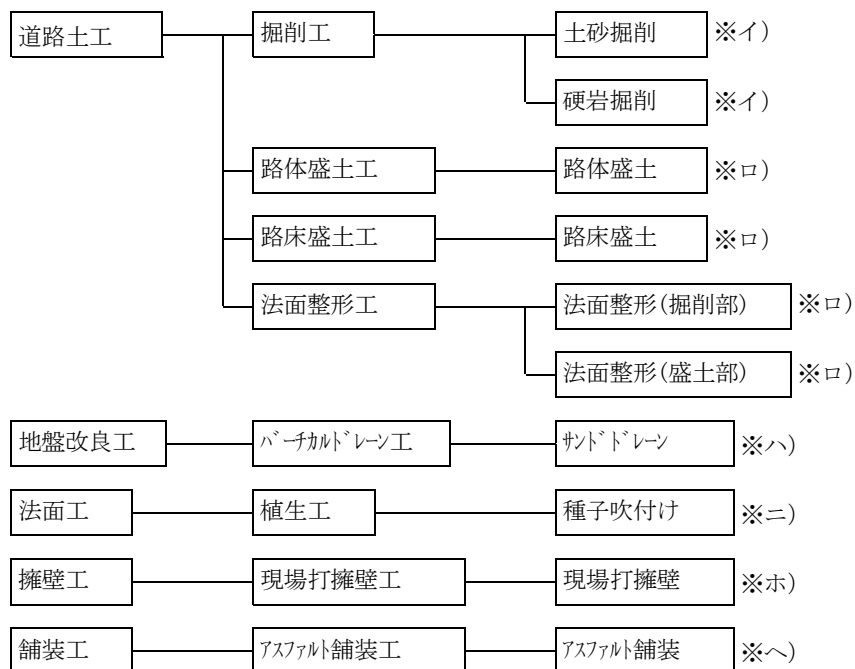 道路土工 掘削工 土砂掘削 ※イ)
硬岩掘削 ※イ)
路体盛土工 路体盛土 ※ロ)
路床盛土工 路床盛土 ※ロ)
法面整形工 法面整形(掘削部) ※ロ)
法面整形(盛土部) ※ロ)
地盤改良工 ﾊﾞｰﾁｶﾙﾄﾞﾚｰﾝ工 ｻﾝﾄﾞﾄﾞﾚｰﾝ ※ハ)
法面工 植生工 種子吹付け ※ニ)
擁壁工 現場打擁壁工 現場打擁壁 ※ホ)
舗装工 ｱｽﾌｧﾙﾄ舗装工 ｱｽﾌｧﾙﾄ舗装 ※ヘ)